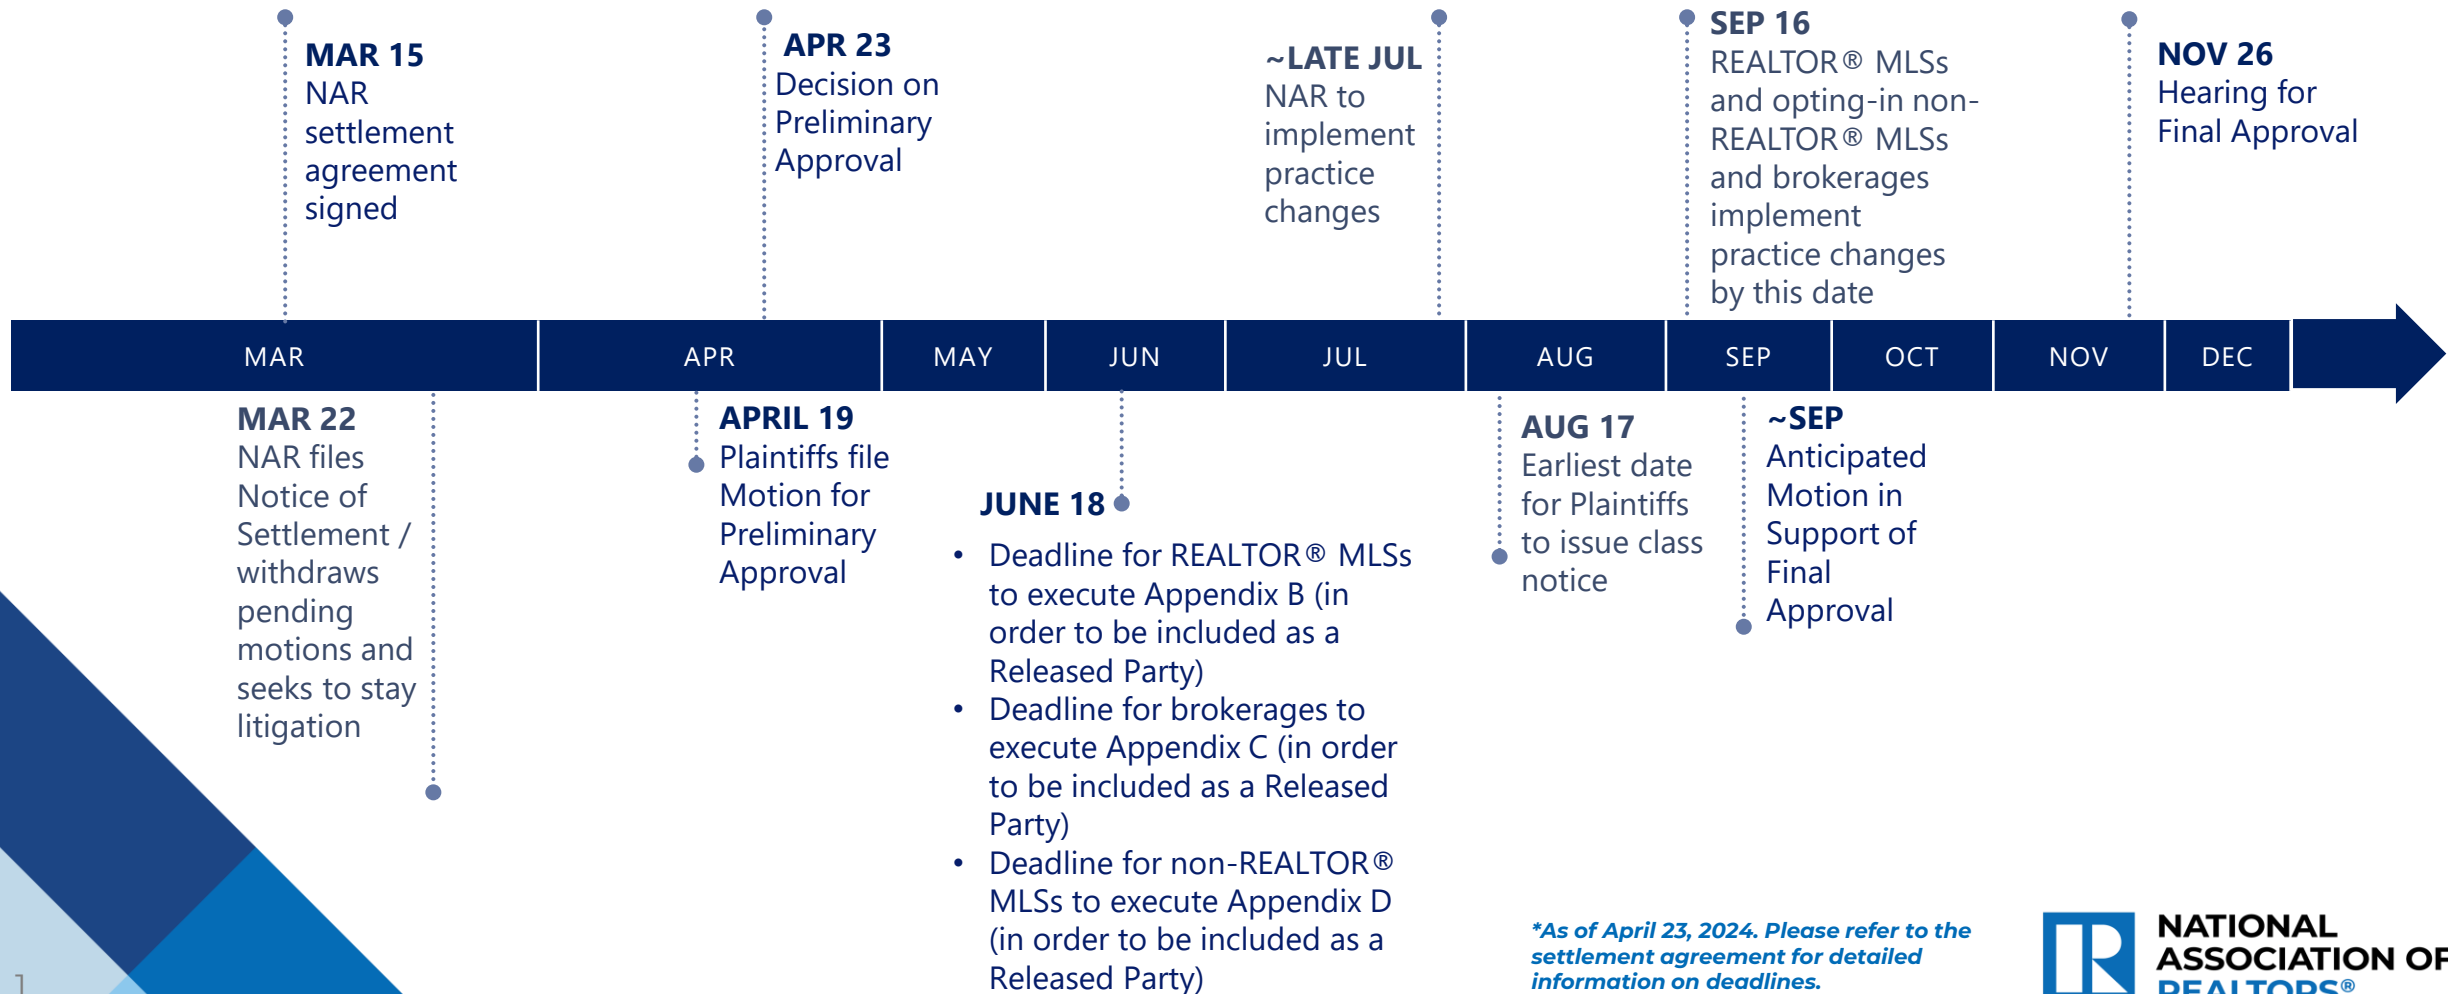 MAR 15
NAR
settlement
agreement
signed
APR 23
Decision on
Preliminary
Approval
~LATE JUL
NAR to
implement
practice
changes
SEP 16
REALTOR® MLSs
and opting-in non-
REALTOR® MLSs
and brokerages
implement
practice changes
by this date
NOV 26
Hearing for
Final Approval
MAR
APR
MAY
JUN
JUL
AUG
SEP
OCT
NOV
DEC
MAR 22
NAR files
Notice of
Settlement /
withdraws
pending
motions and
seeks to stay
litigation
APRIL 19
Plaintiffs file
Motion for
Preliminary
Approval
JUNE 18
• Deadline for REALTOR® MLSs
to execute Appendix B (in
order to be included as a
Released Party)
• Deadline for brokerages to
execute Appendix C (in order
to be included as a Released
Party)
• Deadline for non-REALTOR®
MLSs to execute Appendix D
(in order to be included as a
Released Party)
AUG 17
Earliest date
for Plaintiffs
to issue class
notice
~SEP
Anticipated
Motion in
Support of
Final
Approval
*As of April 23, 2024. Please refer to the
settlement agreement for detailed
information on deadlines.
NATIONAL
ASSOCIATION OF
REALTORS®
1